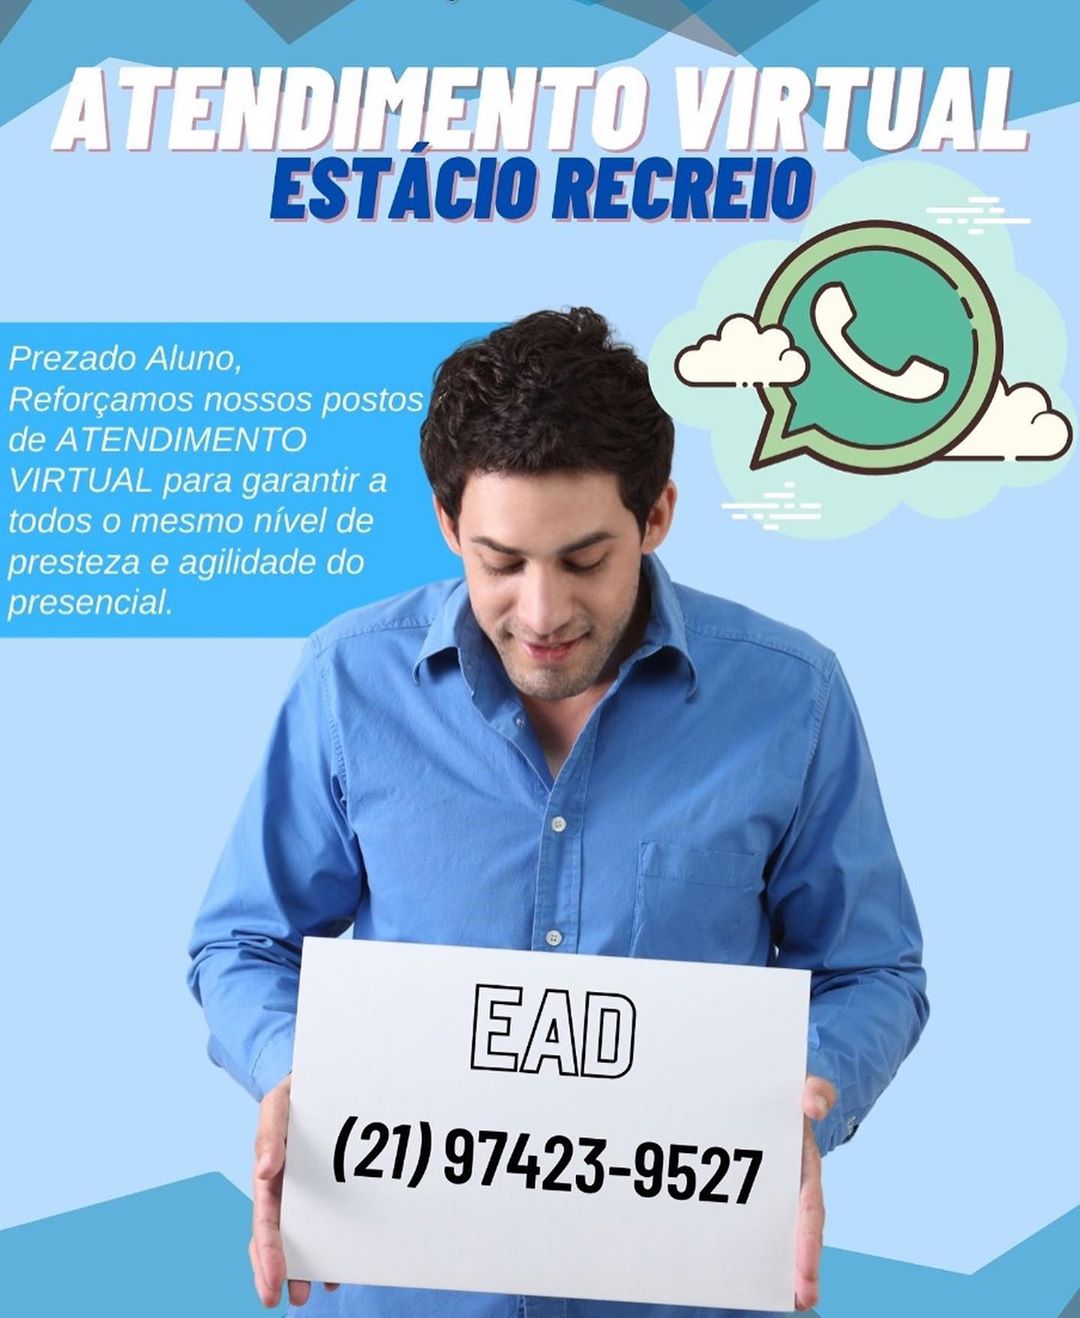 ATENDIMENTO VIRTUAL
ESTÁCIO RECREIO
Prezado Aluno,
Reforçamos nossos postos
de ATENDIMENTO
VIRTUAL para garantir a
todos o mesmo nível de
presteza e agilidade do
presencial.
EAD
(21) 97423-9527